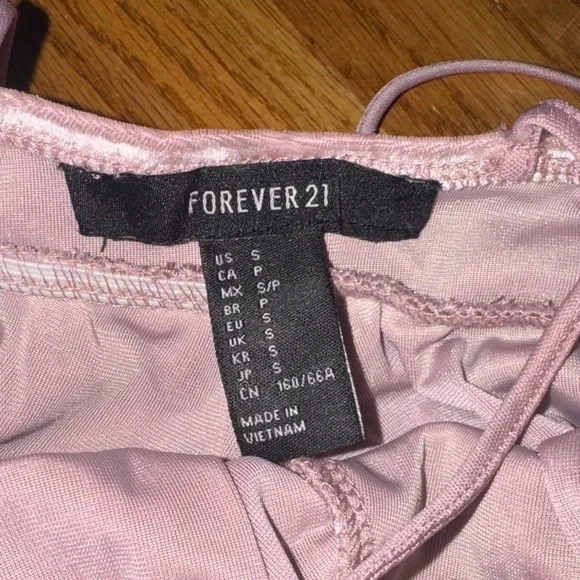 FOREVER 21
US S
CA P
MX S/P
BR P
EU S
UK S
KR S
JP S
CN 160/66A
MADE IN
VIETNAM